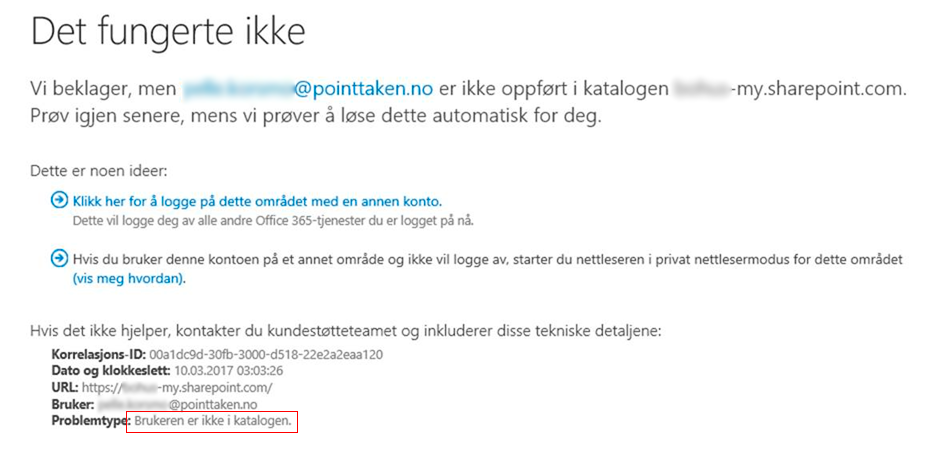 Det fungerte ikke
Vi beklager, men @pointtaken.no er ikke oppført i katalogen -my.sharepoint.com.
Prøv igjen senere, mens vi prøver å løse dette automatisk for deg.
Dette er noen ideer:
Klikk her for å logge på dette området med en annen konto.
Dette vil logge deg av alle andre Office 365-tjenester du er logget på nå.
Hvis du bruker denne kontoen på et annet område og ikke vil logge av, starter du nettleseren i privat nettlesermodus for dette området
(vis meg hvordan).
Hvis det ikke hjelper, kontakter du kundestøtteteamet og inkluderer disse tekniske detaljene:
Korrelasjons-ID: 00a1dc9d-30fb-3000-d518-22e2a2eaa120
Dato og klokkeslett: 10.03.2017 03:03:26
URL: https://-my.sharepoint.com/
Bruker: @pointtaken.no
Problemtype: Brukeren er ikke i katalogen.